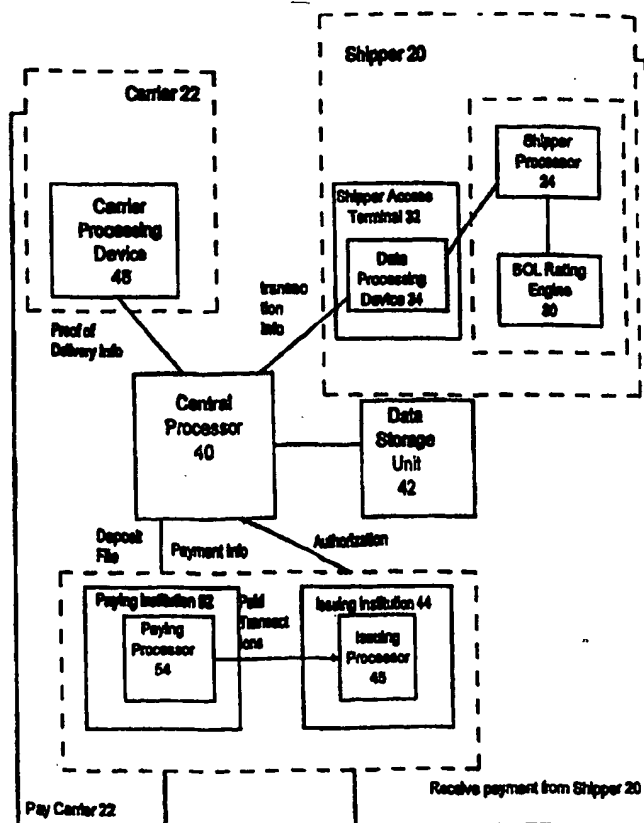 Shipper 20
Carrier 22
Shipper
Processor
24
Shipper Access
Terminal 32
Carrier
Processing
Device
48
Data
Processing
Device 34
BOL Rating
Engine
30
transac
tion
info
Proof of
Delivery Info
Central
Processor
40
Data
Storage
Unit
42
Deposit
File
Payment Info
Authorization
Paying Institution 52
Paid
Transact
ions
Issuing Institution 44
Paying
Processor
54
Issuing
Processor
45
Receive payment from Shipper 20
Pay Carrier 22